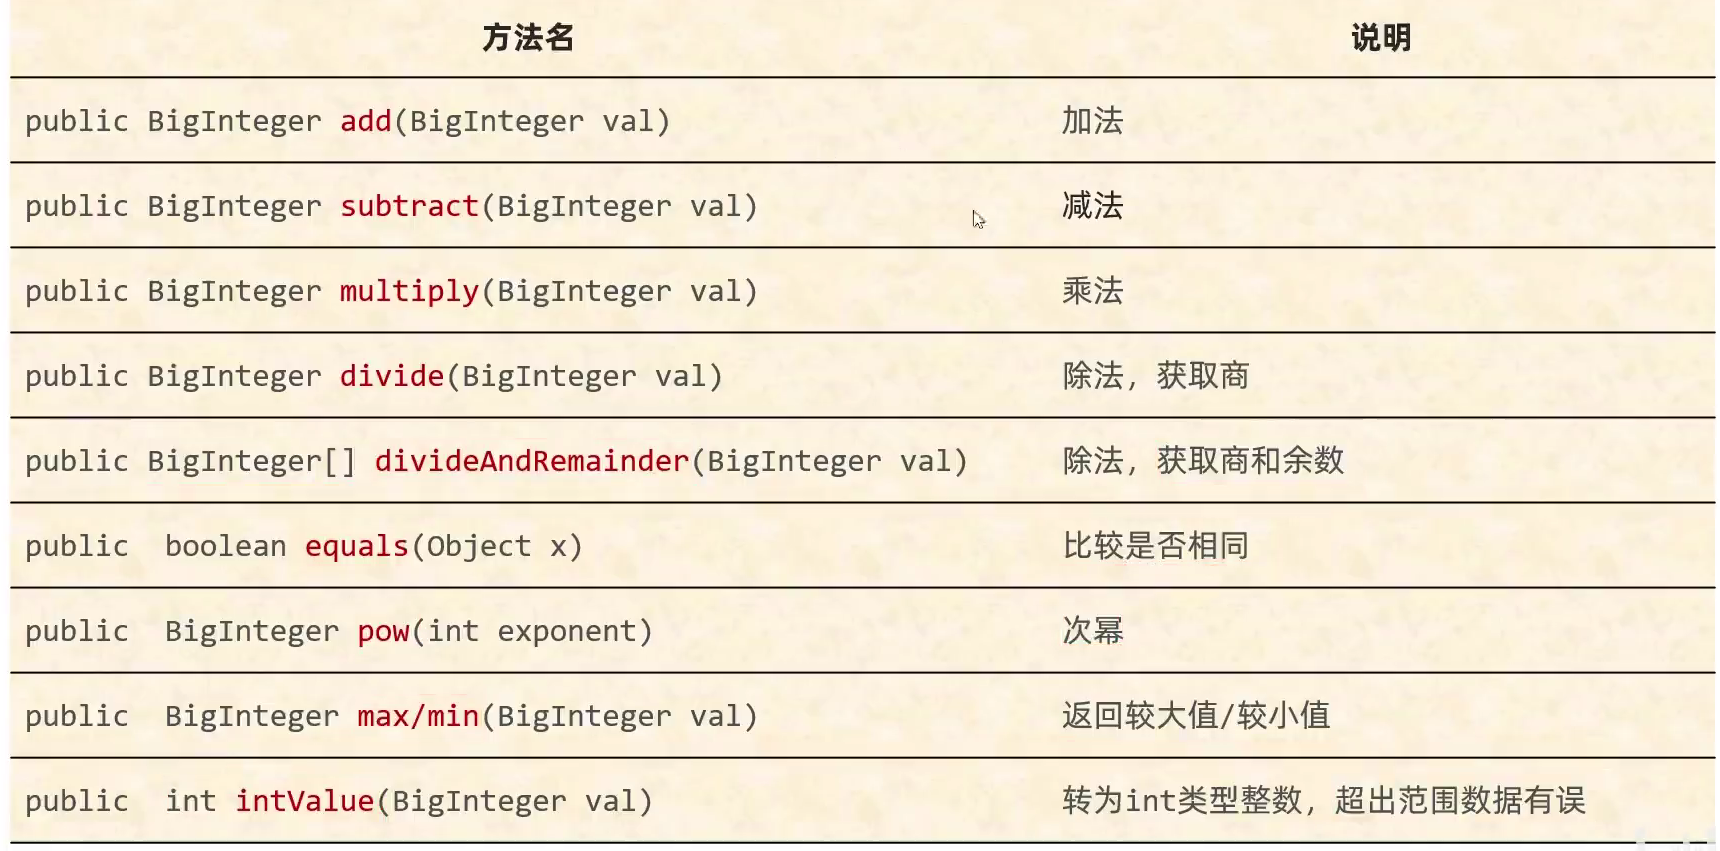 方法名 说明
public BigInteger add(BigInteger val) 加法
public BigInteger subtract(BigInteger val) 减法
public BigInteger multiply(BigInteger val) 乘法
public BigInteger divide(BigInteger val) 除法，获取商
public BigInteger[] divideAndRemainder(BigInteger val) 除法，获取商和余数
public  boolean equals(Object x) 比较是否相同
public  BigInteger pow(int exponent) 次幂
public  BigInteger max/min(BigInteger val) 返回较大值/较小值
public  int intValue(BigInteger val) 转为int类型整数，超出范围数据有误